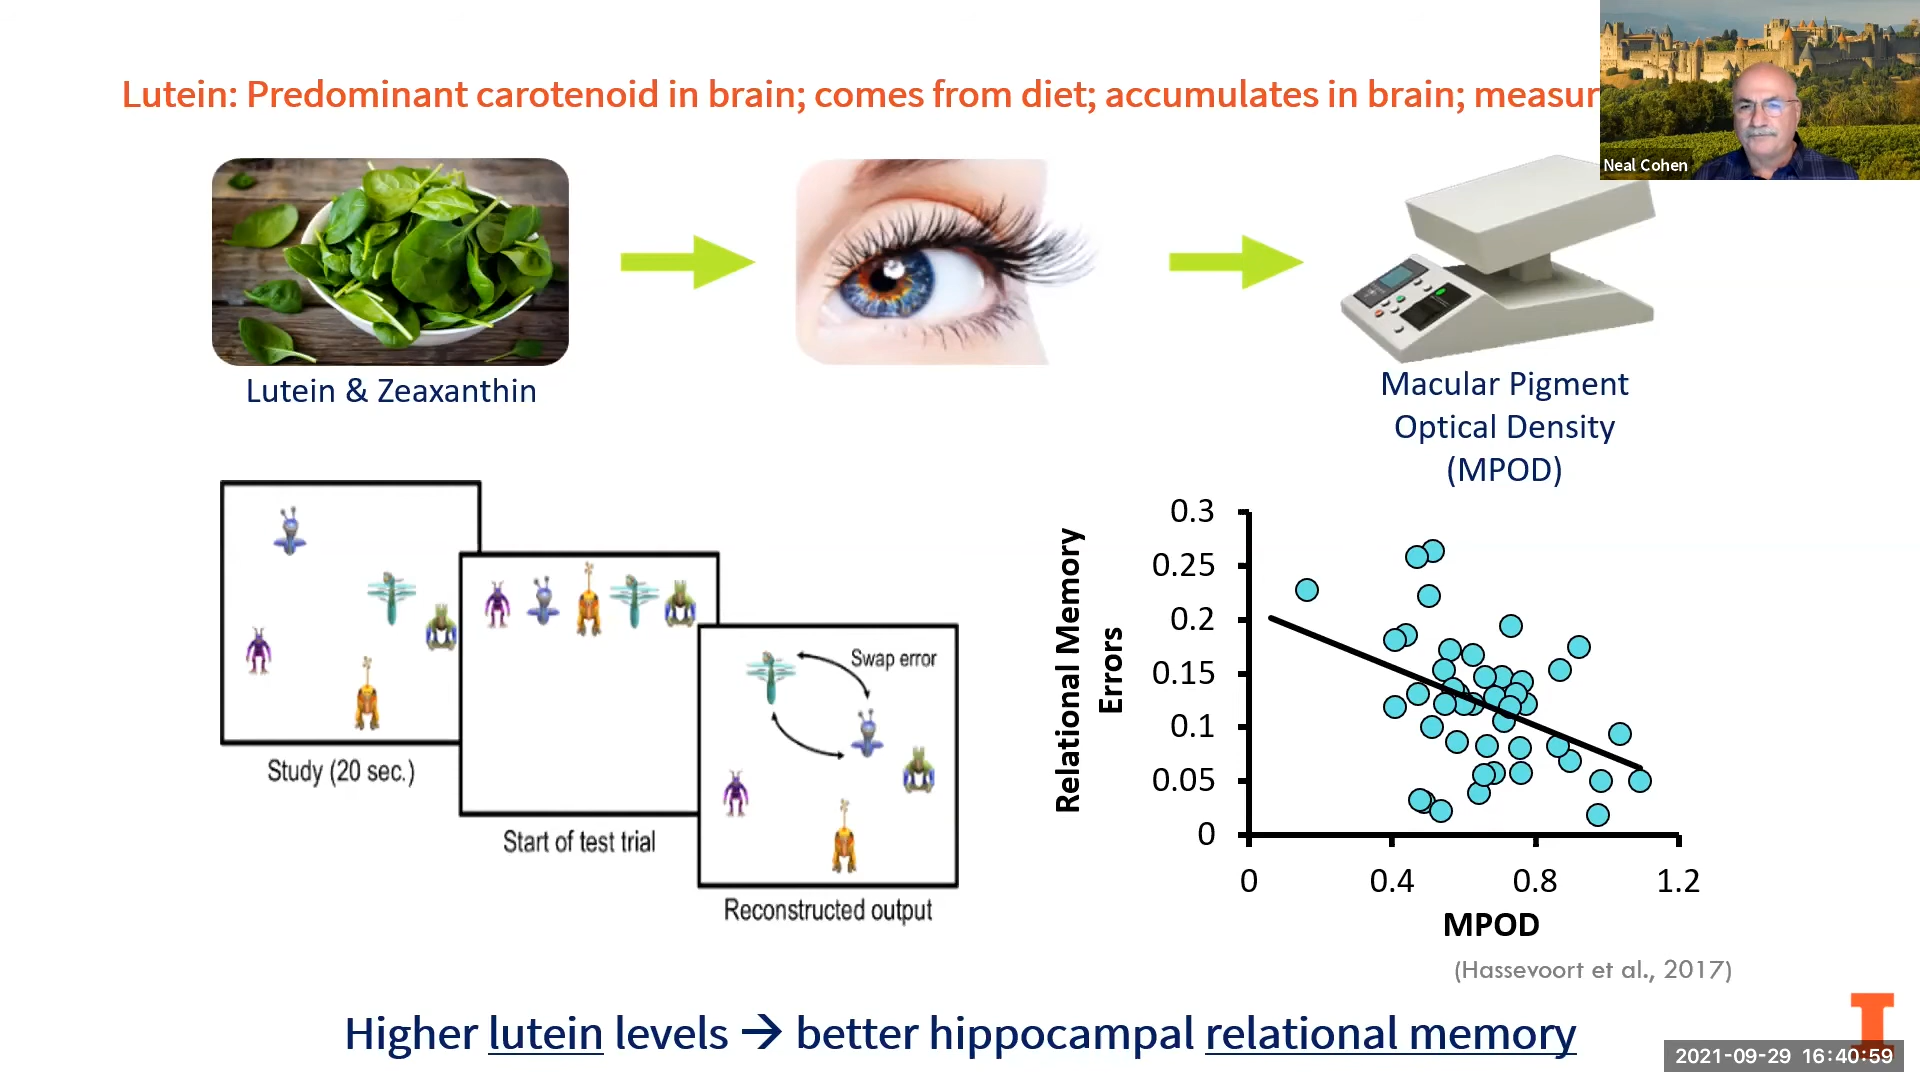 Lutein: Predominant carotenoid in brain; comes from diet; accumulates in brain;
Neal Cohen
Lutein & Zeaxanthin
Macular Pigment
Optical Density
(MPOD)
Study (20 sec.)
Start of test trial
Swap error
Reconstructed output
Relational Memory
Errors
0.3
0.25
0.2
0.15
0.1
0.05
0
0 0.4 0.8 1.2
MPOD
(Hassevoort et al., 2017)
Higher lutein levels → better hippocampal relational memory
2021-09-29 16:40:59